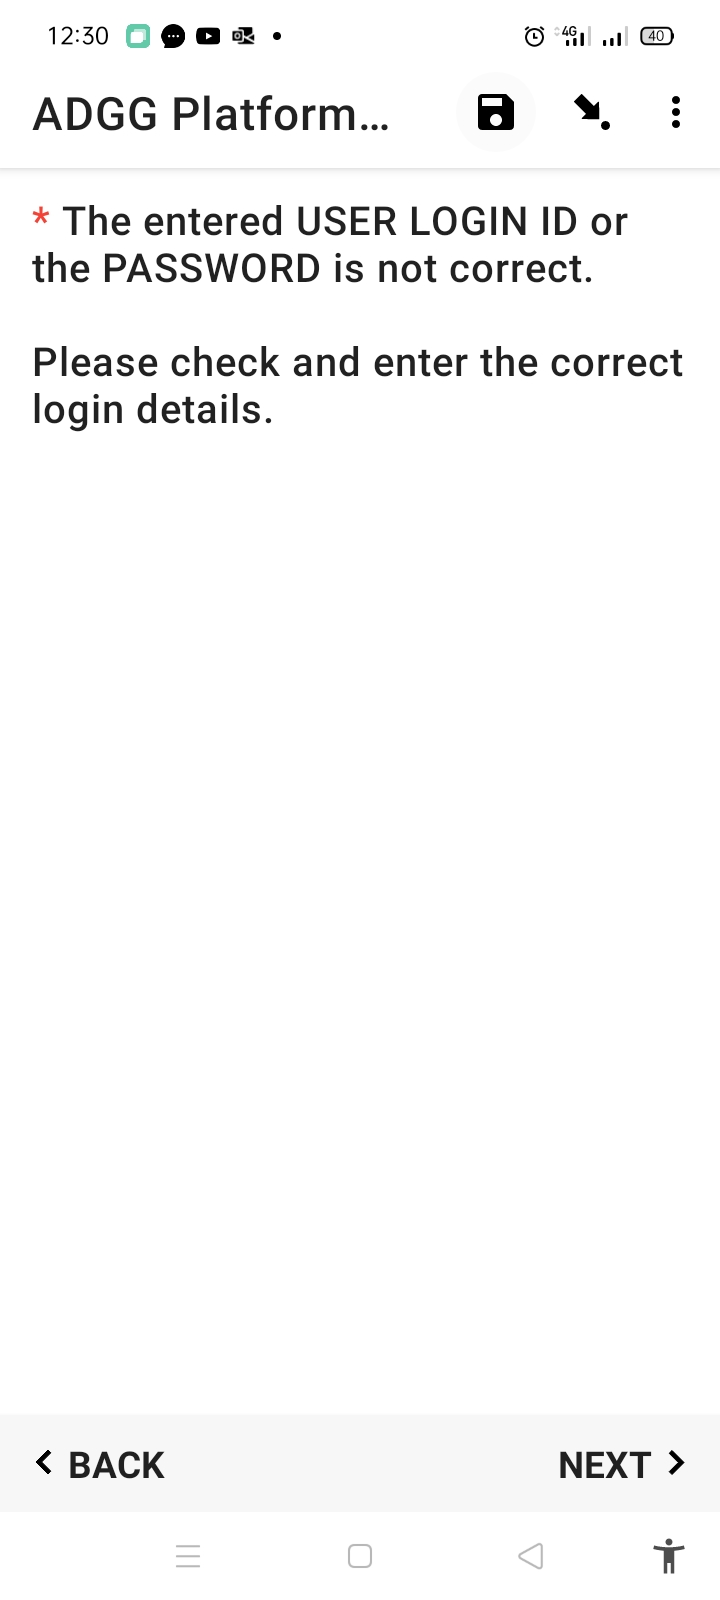 12:30
4G
40
ADGG Platform...
* The entered USER LOGIN ID or
the PASSWORD is not correct.
Please check and enter the correct
login details.
BACK
NEXT